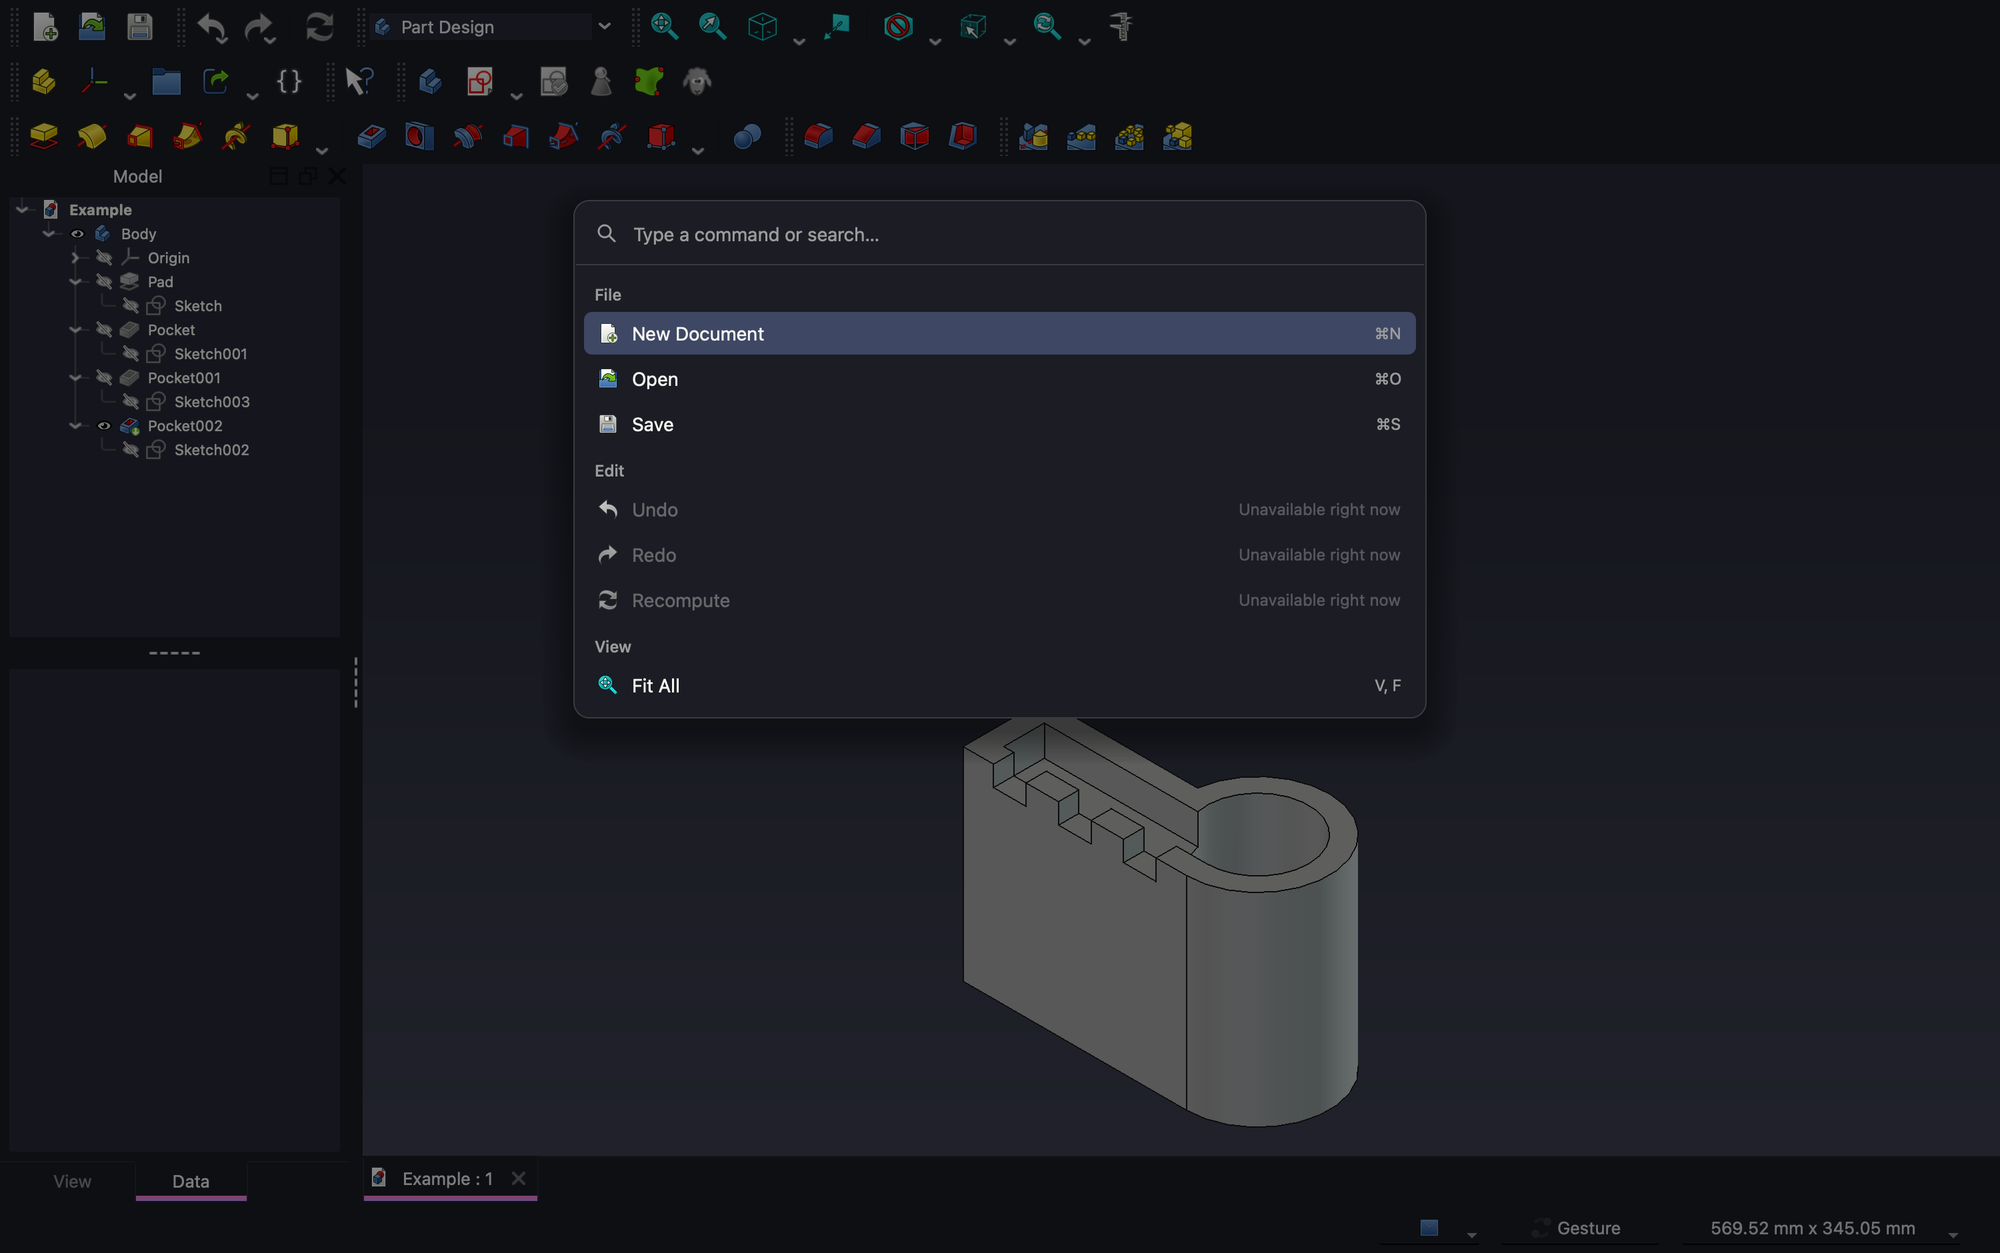 Part Design
Model
Example
Body
Origin
Pad
Sketch
Pocket
Sketch001
Pocket001
Sketch003
Pocket002
Sketch002
Type a command or search...
File
New Document ⌘N
Open ⌘O
Save ⌘S
Edit
Undo Unavailable right now
Redo Unavailable right now
Recompute Unavailable right now
View
Fit All V, F
View Data
Example : 1
Gesture 569.52 mm x 345.05 mm